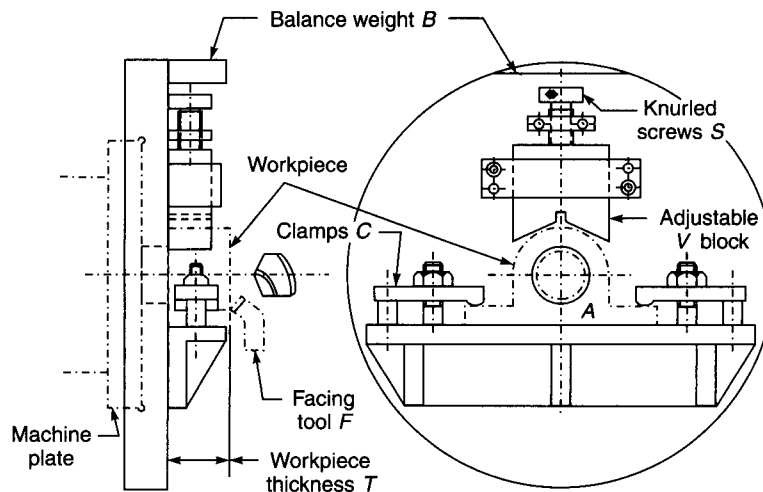 Balance weight B
Knurled
screws S
Workpiece
Clamps C
Adjustable
V block
A
Facing
tool F
Machine
plate
Workpiece
thickness T